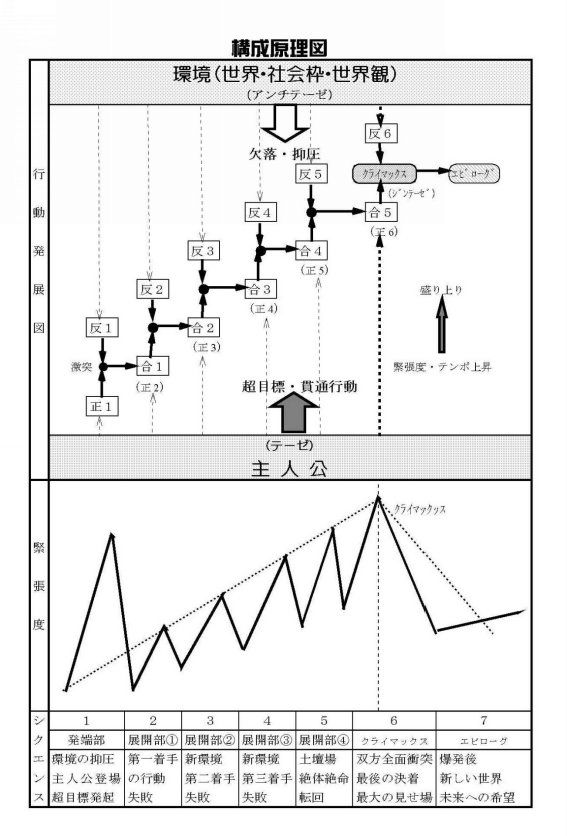 構成原理図
環境(世界・社会枠・世界観)
(アンチテーゼ)
欠落・抑圧
行動発展図
反6
クライマックス
エピローグ
(ジンテーゼ)
反5
合5
(正6)
反4
合4
(正5)
反3
合3
(正4)
反2
合2
(正3)
反1
激突
合1
(正2)
正1
盛り上り
緊張度・テンポ上昇
超目標・貫通行動
(テーゼ)
主人公
緊張度
クライマックッス
シクエンス
1 2 3 4 5 6 7
発端部 展開部① 展開部② 展開部③ 展開部④ クライマックス エピローグ
環境の抑圧 第一着手 新環境 新環境 土壇場 双方全面衝突 爆発後
主人公登場 の行動 第二着手 第三着手 絶体絶命 最後の決着 新しい世界
超目標発起 失敗 失敗 失敗 転回 最大の見せ場 未来への希望